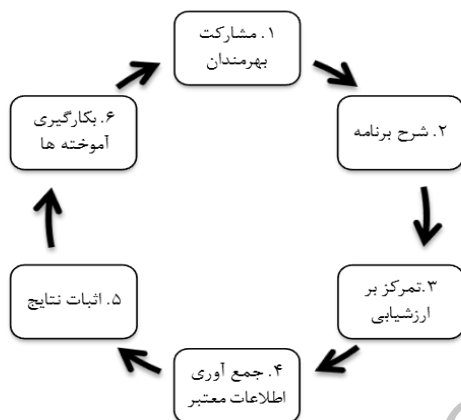 ۱. مشارکت
بهرمندان
۲. شرح برنامه
۳.تمرکز بر
ارزشیابی
۴. جمع آوری
اطلاعات معتبر
۵. اثبات نتایج
۶. بکارگیری
آموخته ها